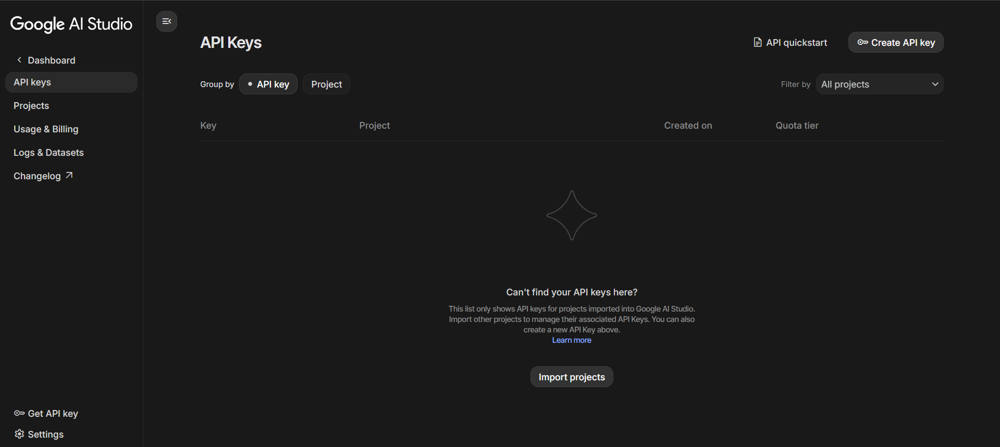 Google AI Studio
Dashboard
API keys
Projects
Usage & Billing
Logs & Datasets
Changelog
Get API key
Settings
API Keys
API quickstart
Create API key
Group by
API key
Project
Filter by
All projects
Key
Project
Created on
Quota tier
Can't find your API keys here?
This list only shows API keys for projects imported into Google AI Studio.
Import other projects to manage their associated API Keys. You can also
create a new API Key above.
Learn more
Import projects